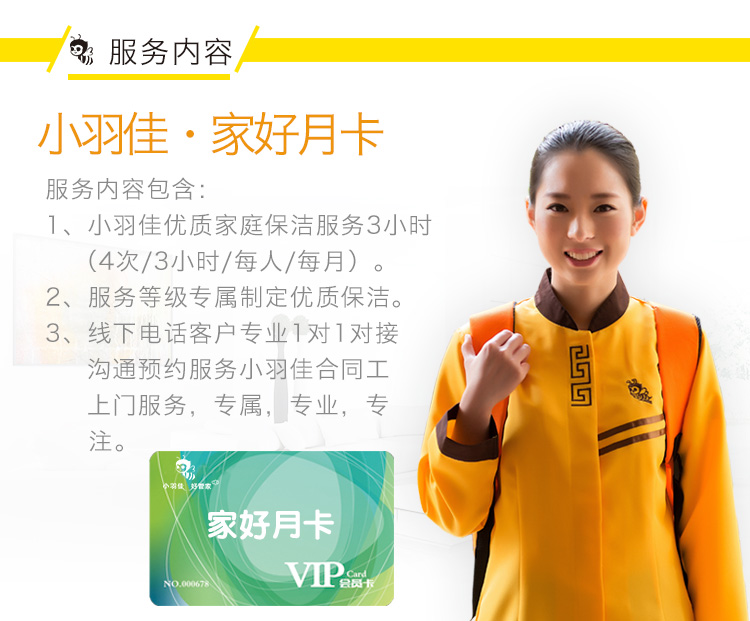 服务内容
小羽佳·家好月卡
服务内容包含：
1、小羽佳优质家庭保洁服务3小时
（4次/3小时/每人/每月）。
2、服务等级专属制定优质保洁。
3、线下电话客户专业1对1对接
沟通预约服务小羽佳合同工
上门服务，专属，专业，专
注。
小羽佳 好管家
家好月卡
VIP Card
会员卡
NO.000678